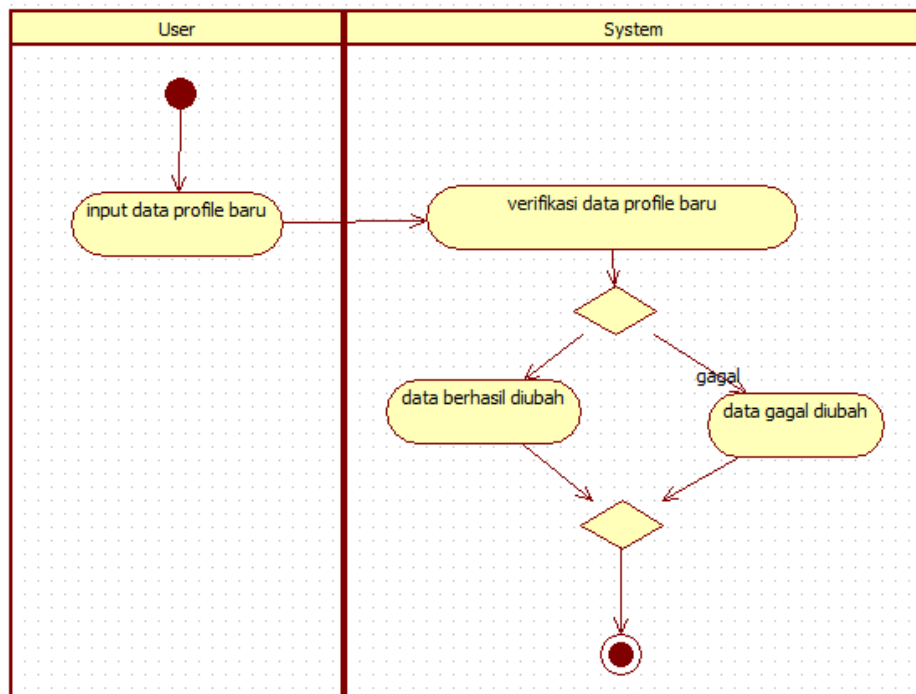 User
System
input data profile baru
verifikasi data profile baru
gagal
data berhasil diubah
data gagal diubah